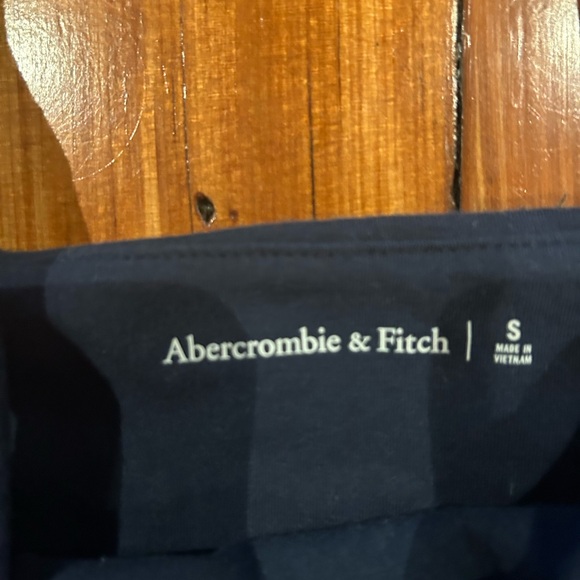 Abercrombie & Fitch | S
MADE IN
VIETNAM